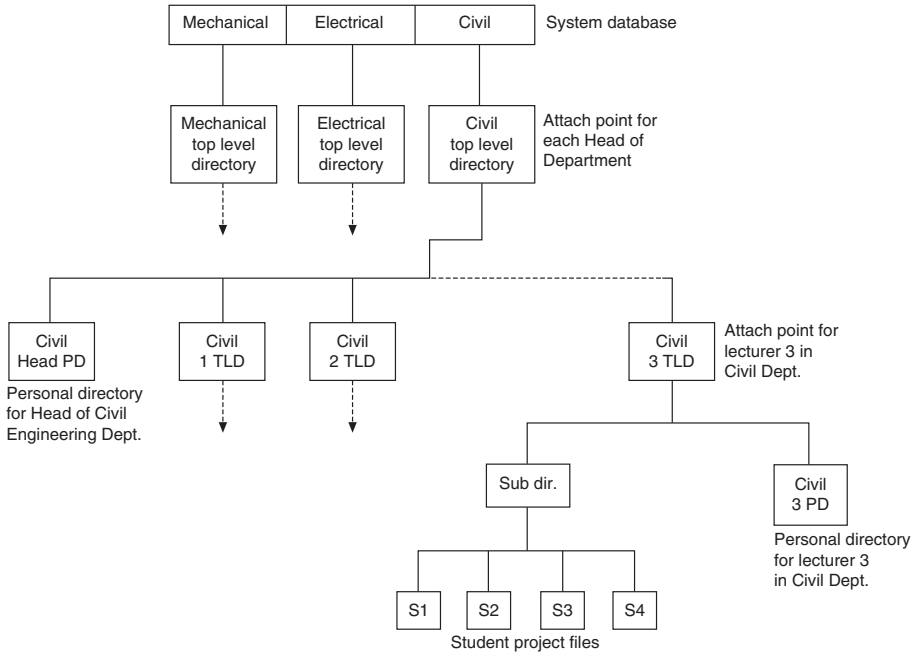 Mechanical
Electrical
Civil
System database
Mechanical
top level
directory
Electrical
top level
directory
Civil
top level
directory
Attach point for
each Head of
Department
Civil
Head PD
Personal directory
for Head of Civil
Engineering Dept.
Civil
1 TLD
Civil
2 TLD
Civil
3 TLD
Attach point for
lecturer 3 in
Civil Dept.
Sub dir.
Civil
3 PD
Personal directory
for lecturer 3
in Civil Dept.
S1
S2
S3
S4
Student project files